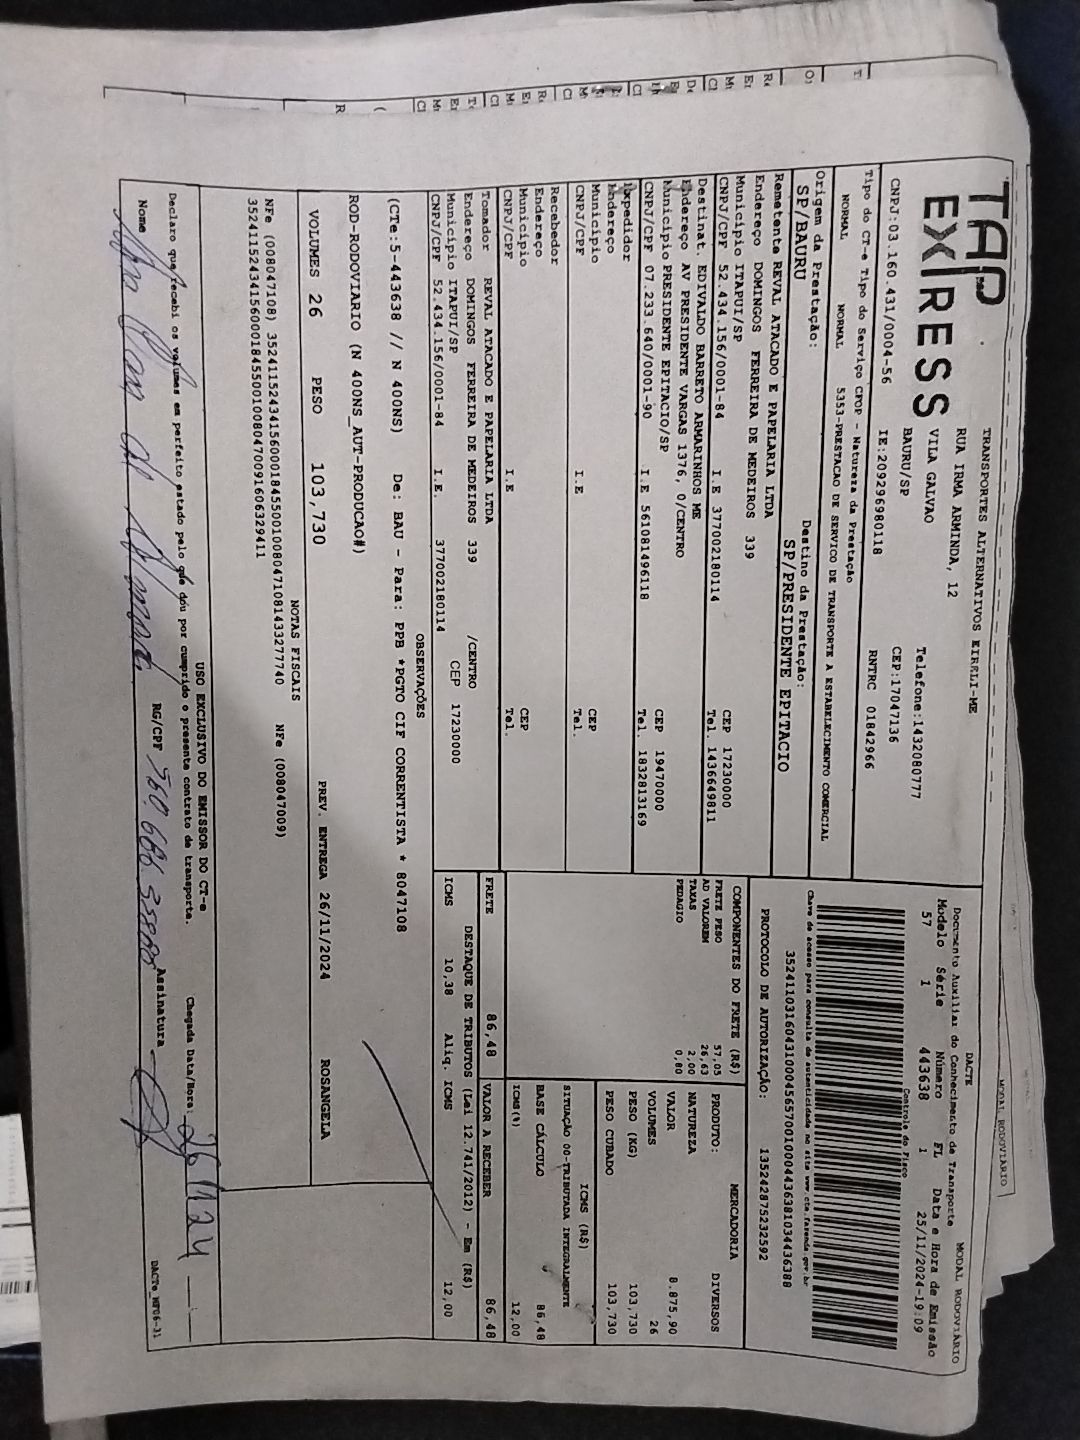 TAP
EXPRESS
TRANSPORTES ALTERNATIVOS EIRELI-ME
RUA IRMA ARMINDA, 12
VILA GALVAO
BAURU/SP
Telefone:1432080777
CEP:17047136
CNPJ:03.160.431/0004-56 IE:209296980118 RNTRC 01842966
Tipo do CT-e Tipo do Serviço CFOP - Natureza da Prestação
NORMAL NORMAL 5353-PRESTACAO DE SERVICO DE TRANSPORTE A ESTABELECIMENTO COMERCIAL
Origem da Prestação: Destino da Prestação:
SP/BAURU SP/PRESIDENTE EPITACIO
DACTE MODAL RODOVIÁRIO
Documento Auxiliar do Conhecimento de Transporte
Modelo Série Número FL Data e Hora de Emissão
57 1 443638 1 25/11/2024-19:09
Controle do Fisco
Chave de acesso para consulta de autenticidade no site www.cte.fazenda.gov.br
PROTOCOLO DE AUTORIZAÇÃO: 135242875232592
Remetente REVAL ATACADO E PAPELARIA LTDA
Endereço DOMINGOS FERREIRA DE MEDEIROS 339
Município ITAPUI/SP CEP 17230000
CNPJ/CPF 52.434.156/0001-84 I.E 377002180114 Tel. 1436649811
Destinat. EDIVALDO BARRETO ARMARINHOS ME
Endereço AV PRESIDENTE VARGAS 1376, 0/CENTRO
Município PRESIDENTE EPITACIO/SP CEP 19470000
CNPJ/CPF 07.233.640/0001-90 I.E 561081496118 Tel. 1832813169
Expedidor
Endereço
Município CEP
CNPJ/CPF I.E Tel.
Recebedor
Endereço
Município CEP
CNPJ/CPF I.E Tel.
Tomador REVAL ATACADO E PAPELARIA LTDA
Endereço DOMINGOS FERREIRA DE MEDEIROS 339 /CENTRO
Município ITAPUI/SP CEP 17230000
CNPJ/CPF 52.434.156/0001-84 I.E. 377002180114
COMPONENTES DO FRETE (R$)
FRETE PESO 57,05
AD VALOREM 26,63
TAXAS 2,00
PEDAGIO 0,80
MERCADORIA
PRODUTO: DIVERSOS
NATUREZA
VALOR 8.875,90
VOLUMES 26
PESO (KG) 103,730
PESO CUBADO 103,730
ICMS (R$)
SITUAÇÃO 00-TRIBUTADA INTEGRALMENTE
BASE CÁLCULO 86,48
ICMS(%) 12,00
FRETE 86,48 VALOR A RECEBER 86,48
DESTAQUE DE TRIBUTOS (Lei 12.741/2012) - Em (R$)
ICMS 10,38 Aliq. ICMS 12,00
OBSERVAÇÕES
(CTe:5-443638 // N 400NS) De: BAU - Para: PPB *PGTO CIF CORRENTISTA * 8047108
ROD-RODOVIARIO (N 400NS_AUT-PRODUCAO#)
VOLUMES 26 PESO 103,730 PREV. ENTREGA 26/11/2024 ROSANGELA
NOTAS FISCAIS
NFe (008047108) NFe (008047009)
USO EXCLUSIVO DO EMISSOR DO CT-e
Declaro que recebi os volumes em perfeito estado pelo que dou por cumprido o presente contrato de transporte. Chegada Data/Hora:
Nome RG/CPF Assinatura
MODAL RODOVIARIO